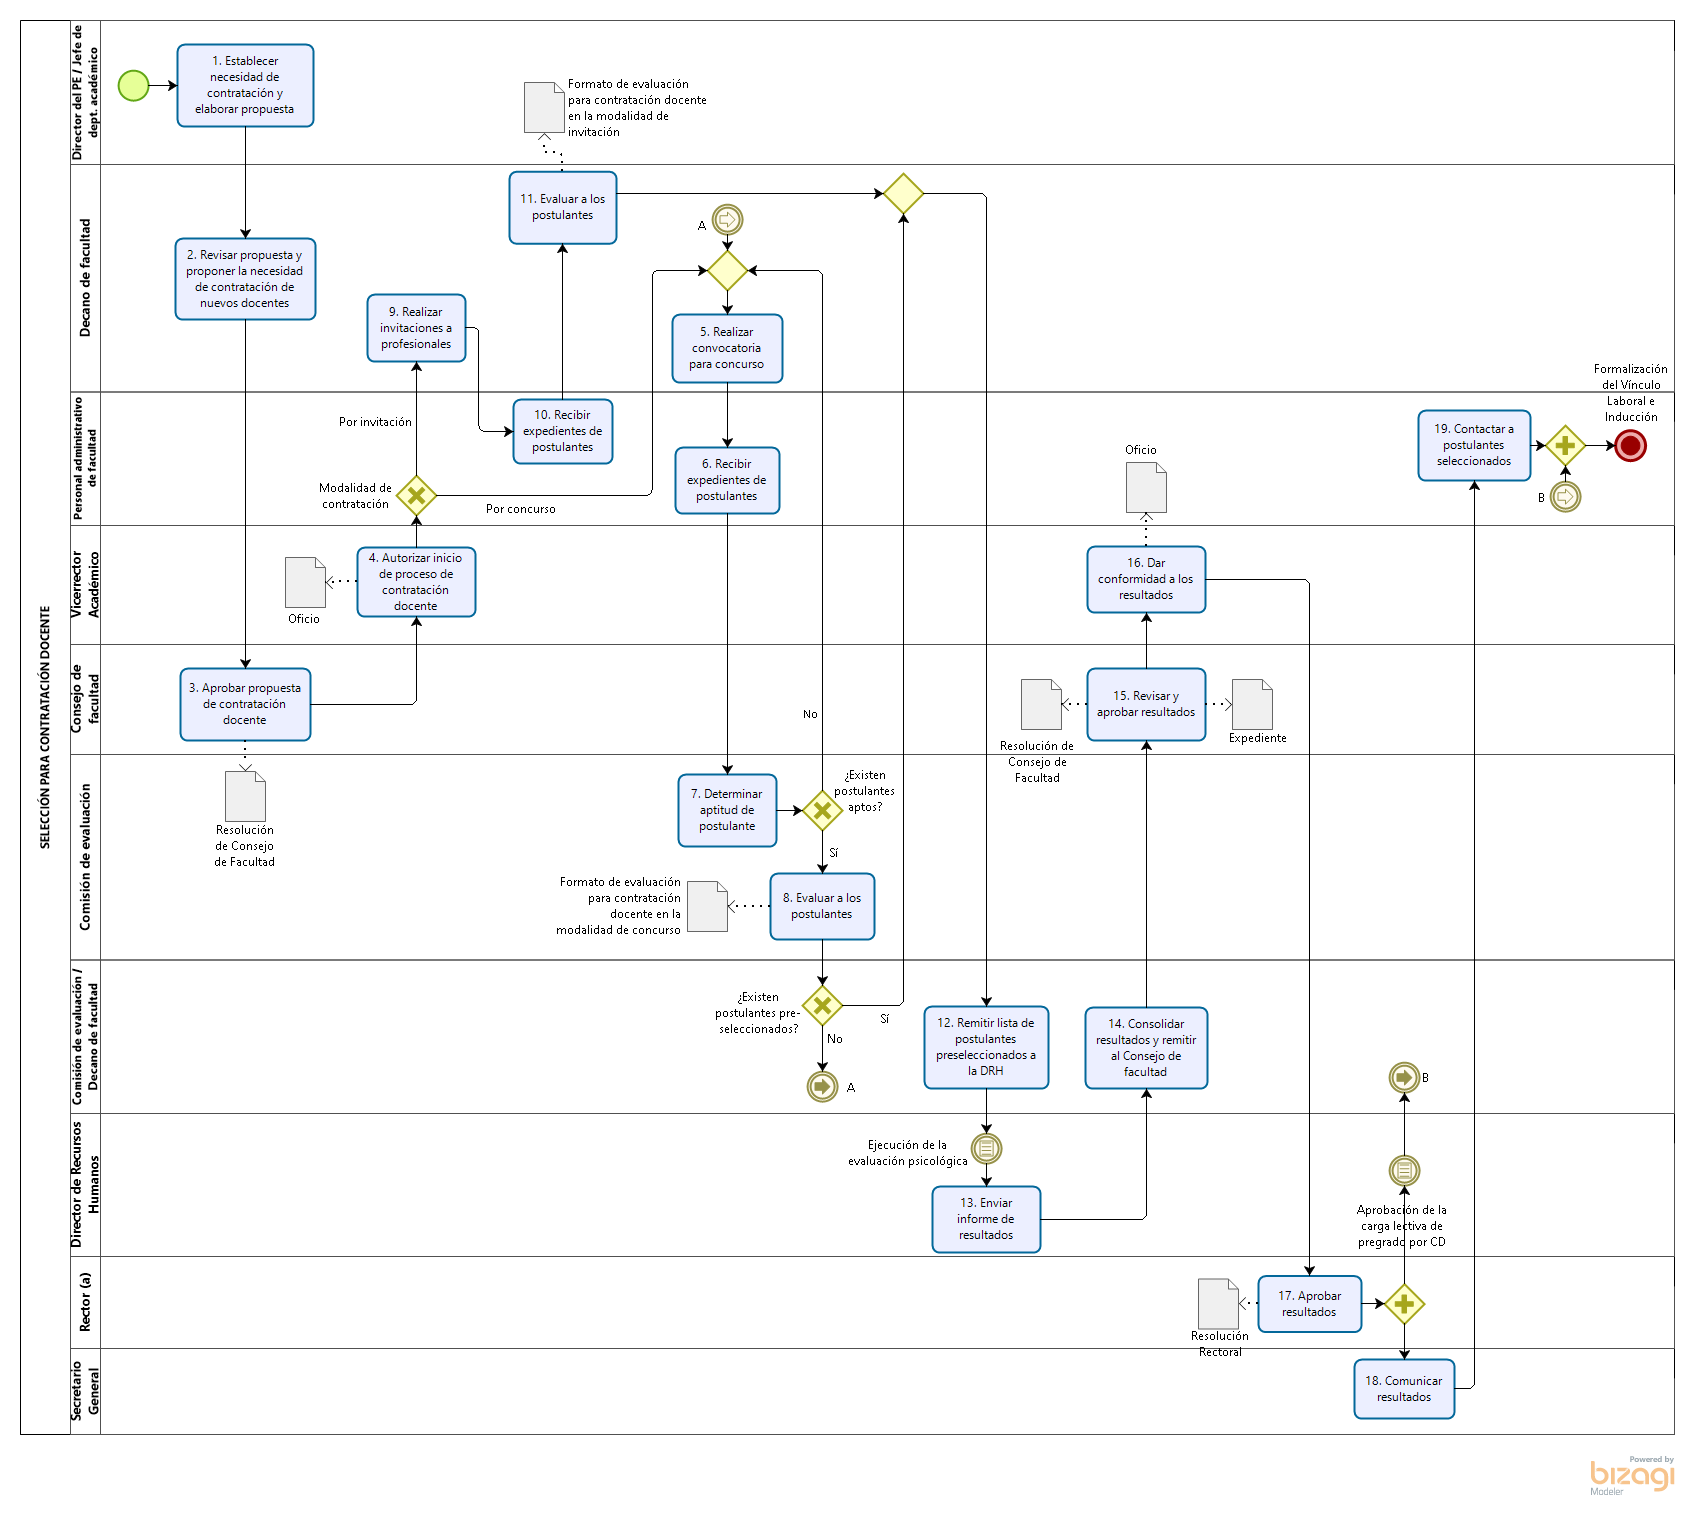 SELECCIÓN PARA CONTRATACIÓN DOCENTE
Director del PE / Jefe de
dept. académico
1. Establecer
necesidad de
contratación y
elaborar propuesta
Formato de evaluación
para contratación docente
en la modalidad de
invitación
Decano de facultad
2. Revisar propuesta y
proponer la necesidad
de contratación de
nuevos docentes
9. Realizar
invitaciones a
profesionales
11. Evaluar a los
postulantes
A
5. Realizar
convocatoria
para concurso
Personal administrativo
de facultad
Por invitación
Modalidad de
contratación
Por concurso
10. Recibir
expedientes de
postulantes
6. Recibir
expedientes de
postulantes
Oficio
19. Contactar a
postulantes
seleccionados
B
Formalización
del Vínculo
Laboral e
Inducción
Vicerrector
Académico
Oficio
4. Autorizar inicio
de proceso de
contratación
docente
16. Dar
conformidad a los
resultados
Consejo de
facultad
3. Aprobar propuesta
de contratación
docente
No
Resolución de
Consejo de
Facultad
15. Revisar y
aprobar resultados
Expediente
Comisión de evaluación
Resolución
de Consejo
de Facultad
7. Determinar
aptitud de
postulante
¿Existen
postulantes
aptos?
Sí
Formato de evaluación
para contratación
docente en la
modalidad de concurso
8. Evaluar a los
postulantes
Comisión de evaluación /
Decano de facultad
¿Existen
postulantes pre-
seleccionados?
Sí
No
A
12. Remitir lista de
postulantes
preseleccionados a
la DRH
14. Consolidar
resultados y remitir
al Consejo de
facultad
B
Director de Recursos
Humanos
Ejecución de la
evaluación psicológica
13. Enviar
informe de
resultados
Aprobación de la
carga lectiva de
pregrado por CD
Rector (a)
Resolución
Rectoral
17. Aprobar
resultados
Secretario
General
18. Comunicar
resultados
Powered by
bizagi
Modeler